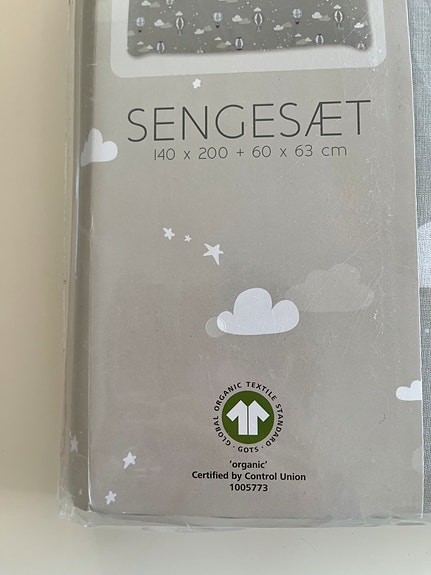 SENGESÆT
140 x 200 + 60 x 63 cm
GLOBAL ORGANIC TEXTILE STANDARD · GOTS ·
'organic'
Certified by Control Union
1005773